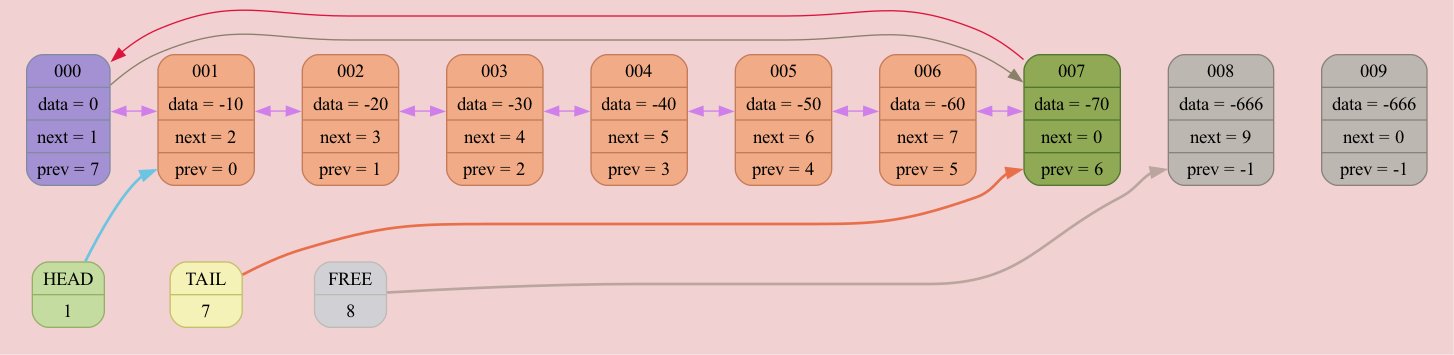 000 001 002 003 004 005 006 007 008 009
data = 0 data = -10 data = -20 data = -30 data = -40 data = -50 data = -60 data = -70 data = -666 data = -666
next = 1 next = 2 next = 3 next = 4 next = 5 next = 6 next = 7 next = 0 next = 9 next = 0
prev = 7 prev = 0 prev = 1 prev = 2 prev = 3 prev = 4 prev = 5 prev = 6 prev = -1 prev = -1
HEAD TAIL FREE
1 7 8